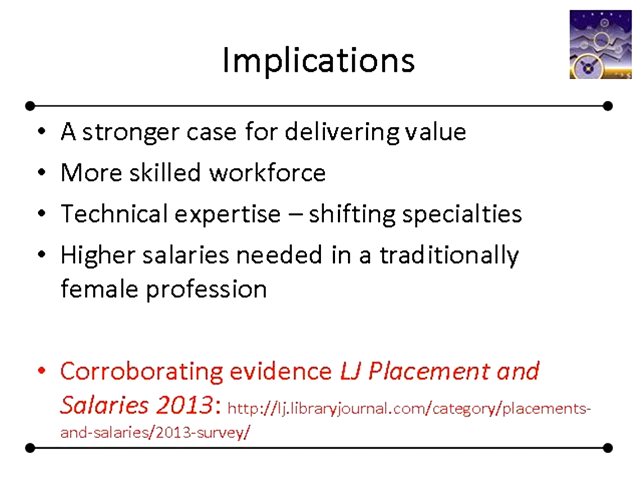 Implications
• A stronger case for delivering value
• More skilled workforce
• Technical expertise – shifting specialties
• Higher salaries needed in a traditionally
female profession
• Corroborating evidence LJ Placement and
Salaries 2013: http://lj.libraryjournal.com/category/placements-
and-salaries/2013-survey/